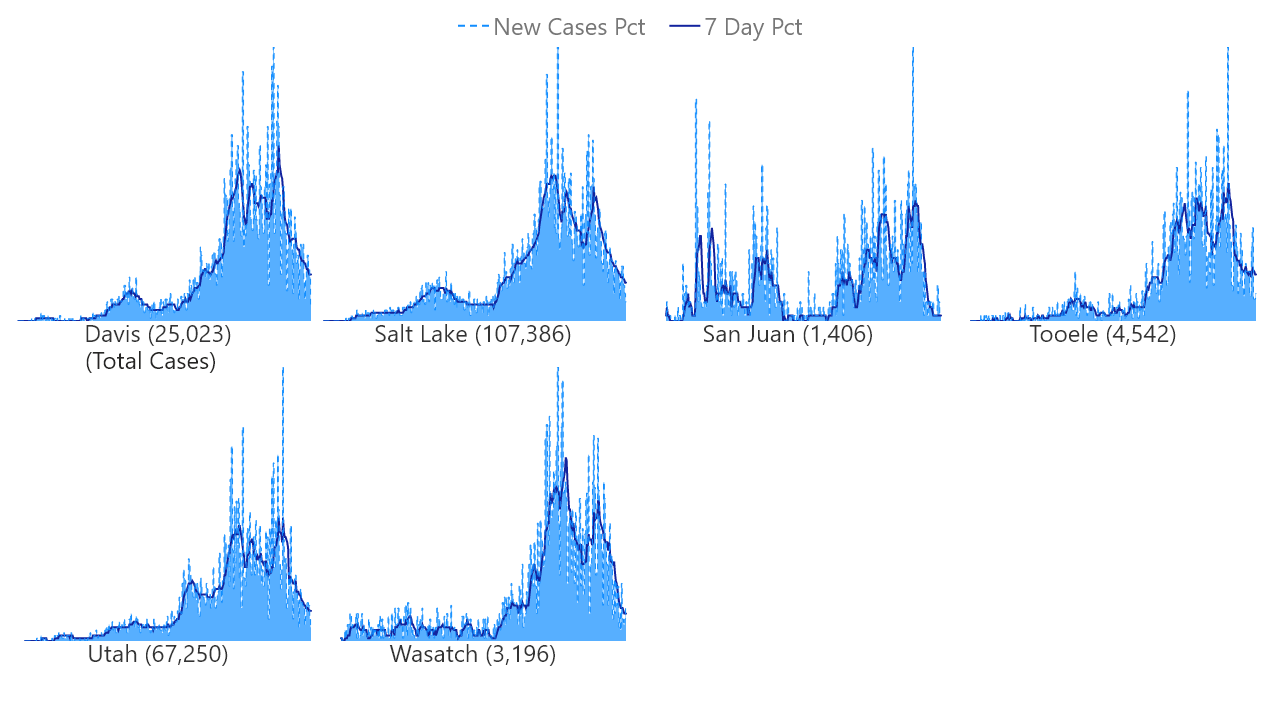 New Cases Pct 7 Day Pct
Davis (25,023)
(Total Cases)
Salt Lake (107,386)
San Juan (1,406)
Tooele (4,542)
Utah (67,250)
Wasatch (3,196)